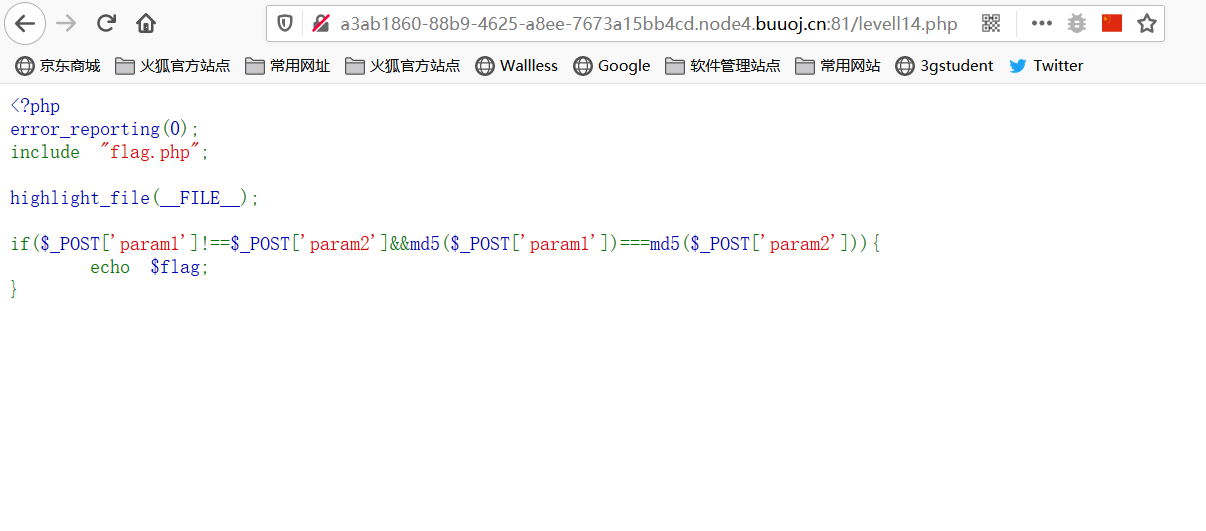 a3ab1860-88b9-4625-a8ee-7673a15bb4cd.node4.buuoj.cn:81/levell14.php
京东商城 火狐官方站点 常用网址 火狐官方站点 Wallless Google 软件管理站点 常用网站 3gstudent Twitter
<?php
error_reporting(0);
include "flag.php";
highlight_file(__FILE__);
if($_POST['param1']!==$_POST['param2']&&md5($_POST['param1'])===md5($_POST['param2'])){
echo $flag;
}